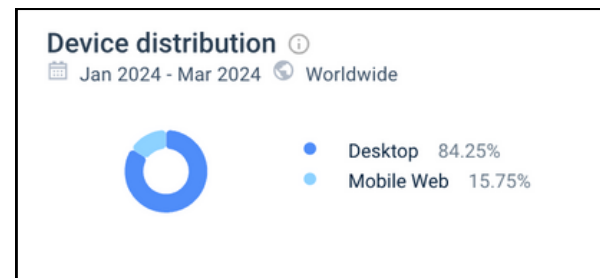 Device distribution
Jan 2024 - Mar 2024 Worldwide
Desktop 84.25%
Mobile Web 15.75%